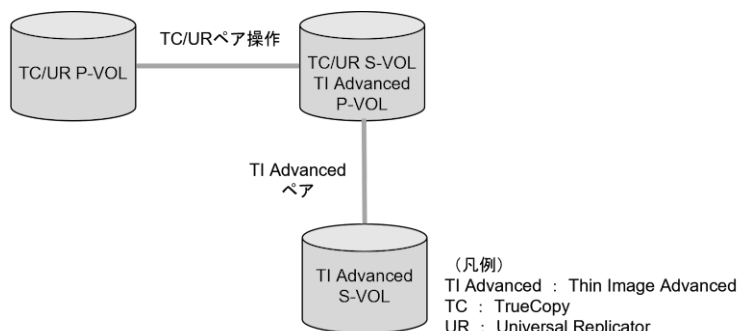 TC/URペア操作
TC/UR P-VOL
TC/UR S-VOL
TI Advanced
P-VOL
TI Advanced
ペア
TI Advanced
S-VOL
（凡例）
TI Advanced ： Thin Image Advanced
TC ： TrueCopy
UR ： Universal Replicator